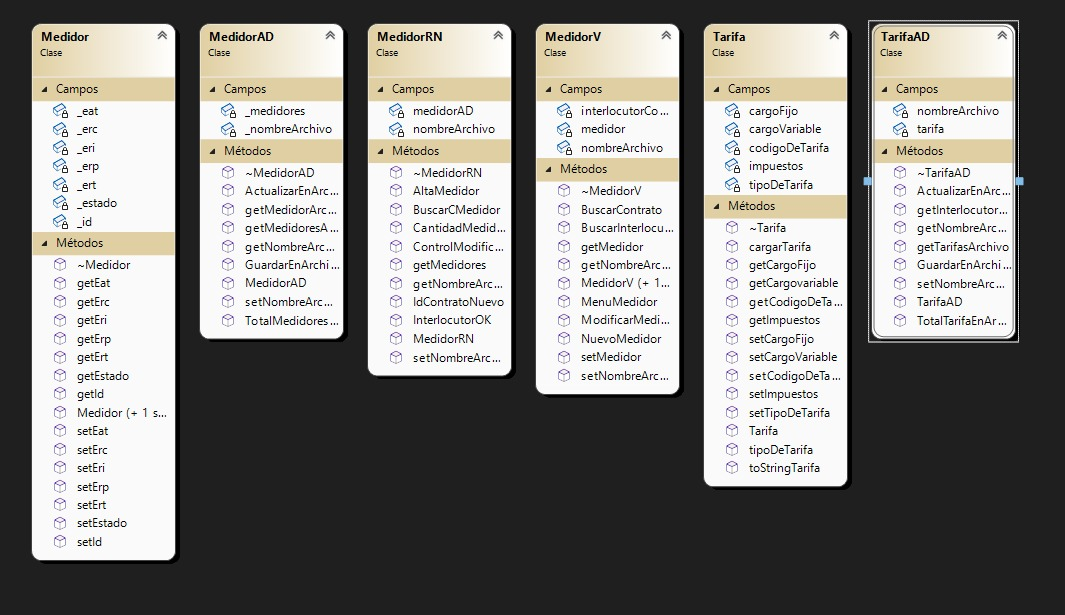 Medidor
Clase
Campos
_eat
_erc
_eri
_erp
_ert
_estado
_id
Métodos
~Medidor
getEat
getErc
getEri
getErp
getErt
getEstado
getId
Medidor (+ 1 s...
setEat
setErc
setEri
setErp
setErt
setEstado
setId
MedidorAD
Clase
Campos
_medidores
_nombreArchivo
Métodos
~MedidorAD
ActualizarEnArc...
getMedidorArc...
getMedidoresA...
getNombreArc...
GuardarEnArchi...
MedidorAD
setNombreArc...
TotalMedidores...
MedidorRN
Clase
Campos
medidorAD
nombreArchivo
Métodos
~MedidorRN
AltaMedidor
BuscarCMedidor
CantidadMedid...
ControlModific...
getMedidores
getNombreArc...
IdContratoNuevo
InterlocutorOK
MedidorRN
setNombreArc...
MedidorV
Clase
Campos
interlocutorCo...
medidor
nombreArchivo
Métodos
~MedidorV
BuscarContrato
BuscarInterlocu...
getMedidor
getNombreArc...
MedidorV (+ 1...
MenuMedidor
ModificarMedi...
NuevoMedidor
setMedidor
setNombreArc...
Tarifa
Clase
Campos
cargoFijo
cargoVariable
codigoDeTarifa
impuestos
tipoDeTarifa
Métodos
~Tarifa
cargarTarifa
getCargoFijo
getCargovariable
getCodigoDeTa...
getImpuestos
setCargoFijo
setCargoVariable
setCodigoDeTa...
setImpuestos
setTipoDeTarifa
Tarifa
tipoDeTarifa
toStringTarifa
TarifaAD
Clase
Campos
nombreArchivo
tarifa
Métodos
~TarifaAD
ActualizarEnArc...
getInterlocutor...
getNombreArc...
getTarifasArchivo
GuardarEnArchi...
setNombreArc...
TarifaAD
TotalTarifaEnAr...